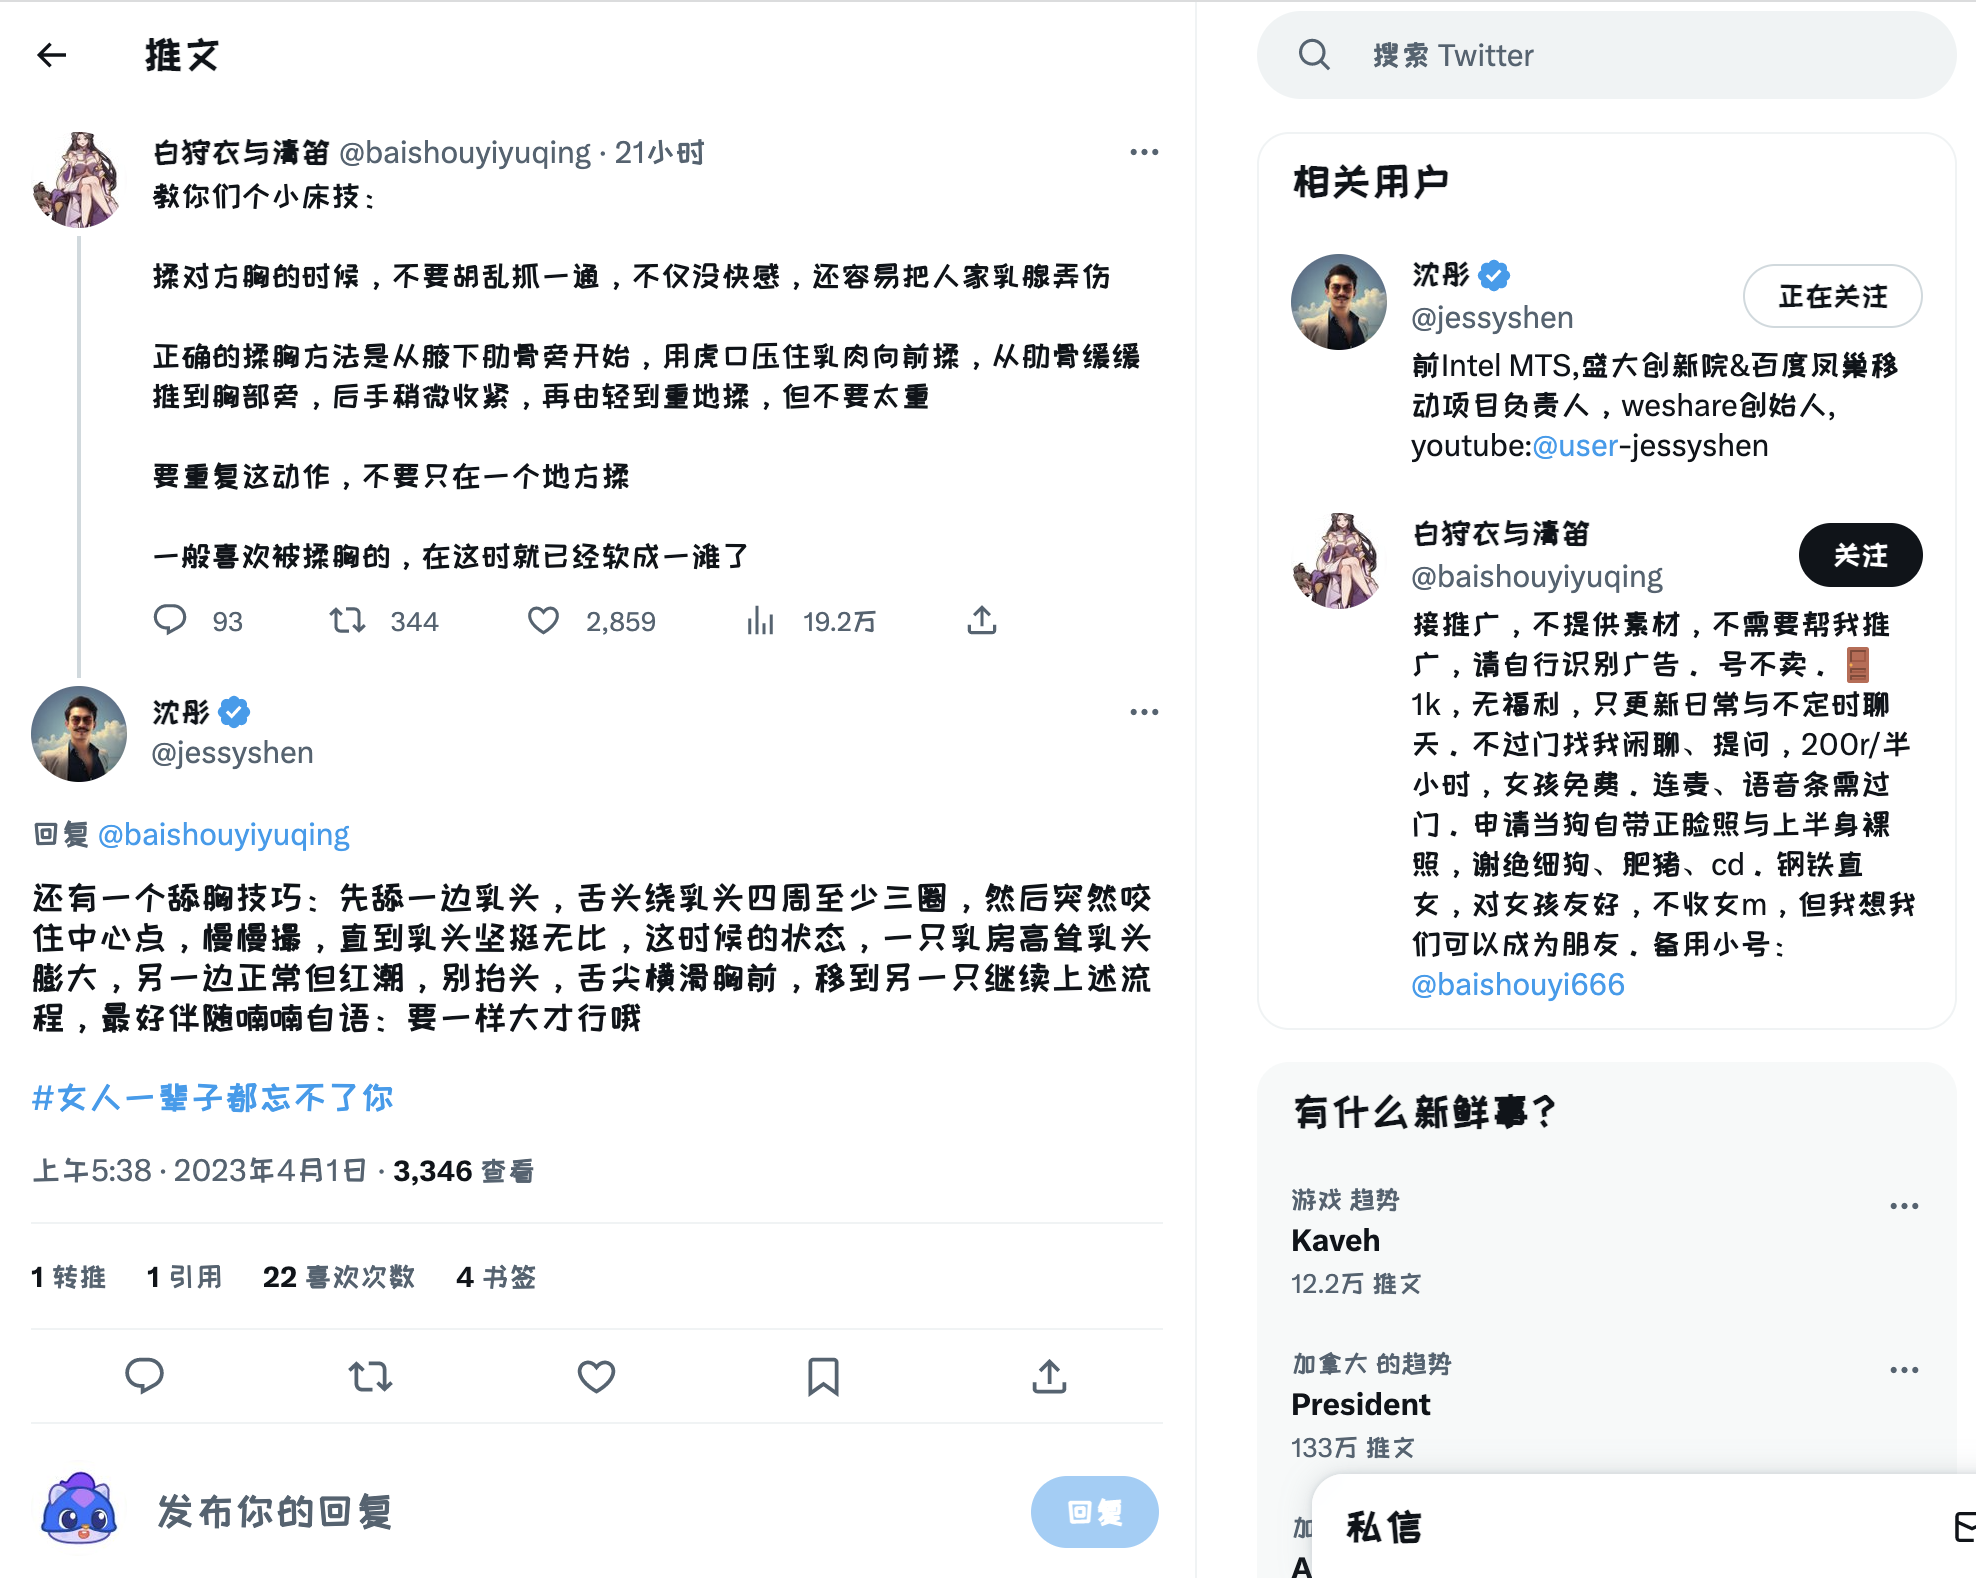 推文
白狩衣与清笛 @baishouyiyuqing · 21小时
教你们个小床技：
揉对方胸的时候，不要胡乱抓一通，不仅没快感，还容易把人家乳腺弄伤
正确的揉胸方法是从腋下肋骨旁开始，用虎口压住乳肉向前揉，从肋骨缓缓
推到胸部旁，后手稍微收紧，再由轻到重地揉，但不要太重
要重复这动作，不要只在一个地方揉
一般喜欢被揉胸的，在这时就已经软成一滩了
93 344 2,859 19.2万
沈彤
@jessyshen
回复 @baishouyiyuqing
还有一个舔胸技巧：先舔一边乳头，舌头绕乳头四周至少三圈，然后突然咬
住中心点，慢慢撮，直到乳头坚挺无比，这时候的状态，一只乳房高耸乳头
膨大，另一边正常但红潮，别抬头，舌尖横滑胸前，移到另一只继续上述流
程，最好伴随喃喃自语：要一样大才行哦
#女人一辈子都忘不了你
上午5:38 · 2023年4月1日 · 3,346 查看
1 转推 1 引用 22 喜欢次数 4 书签
发布你的回复
回复
搜索 Twitter
相关用户
沈彤
@jessyshen
正在关注
前Intel MTS,盛大创新院&百度凤巢移
动项目负责人，weshare创始人,
youtube:@user-jessyshen
白狩衣与清笛
@baishouyiyuqing
关注
接推广，不提供素材，不需要帮我推
广，请自行识别广告．号不卖．🚪
1k，无福利，只更新日常与不定时聊
天．不过门找我闲聊、提问，200r/半
小时，女孩免费．连麦、语音条需过
门．申请当狗自带正脸照与上半身裸
照，谢绝细狗、肥猪、cd．钢铁直
女，对女孩友好，不收女m，但我想我
们可以成为朋友．备用小号：
@baishouyi666
有什么新鲜事？
游戏 趋势
Kaveh
12.2万 推文
加拿大 的趋势
President
133万 推文
加
A
私信